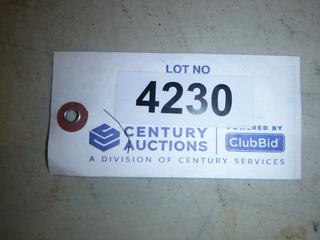 LOT NO
4230
CENTURY
AUCTIONS
POWERED BY
ClubBid
A DIVISION OF CENTURY SERVICES